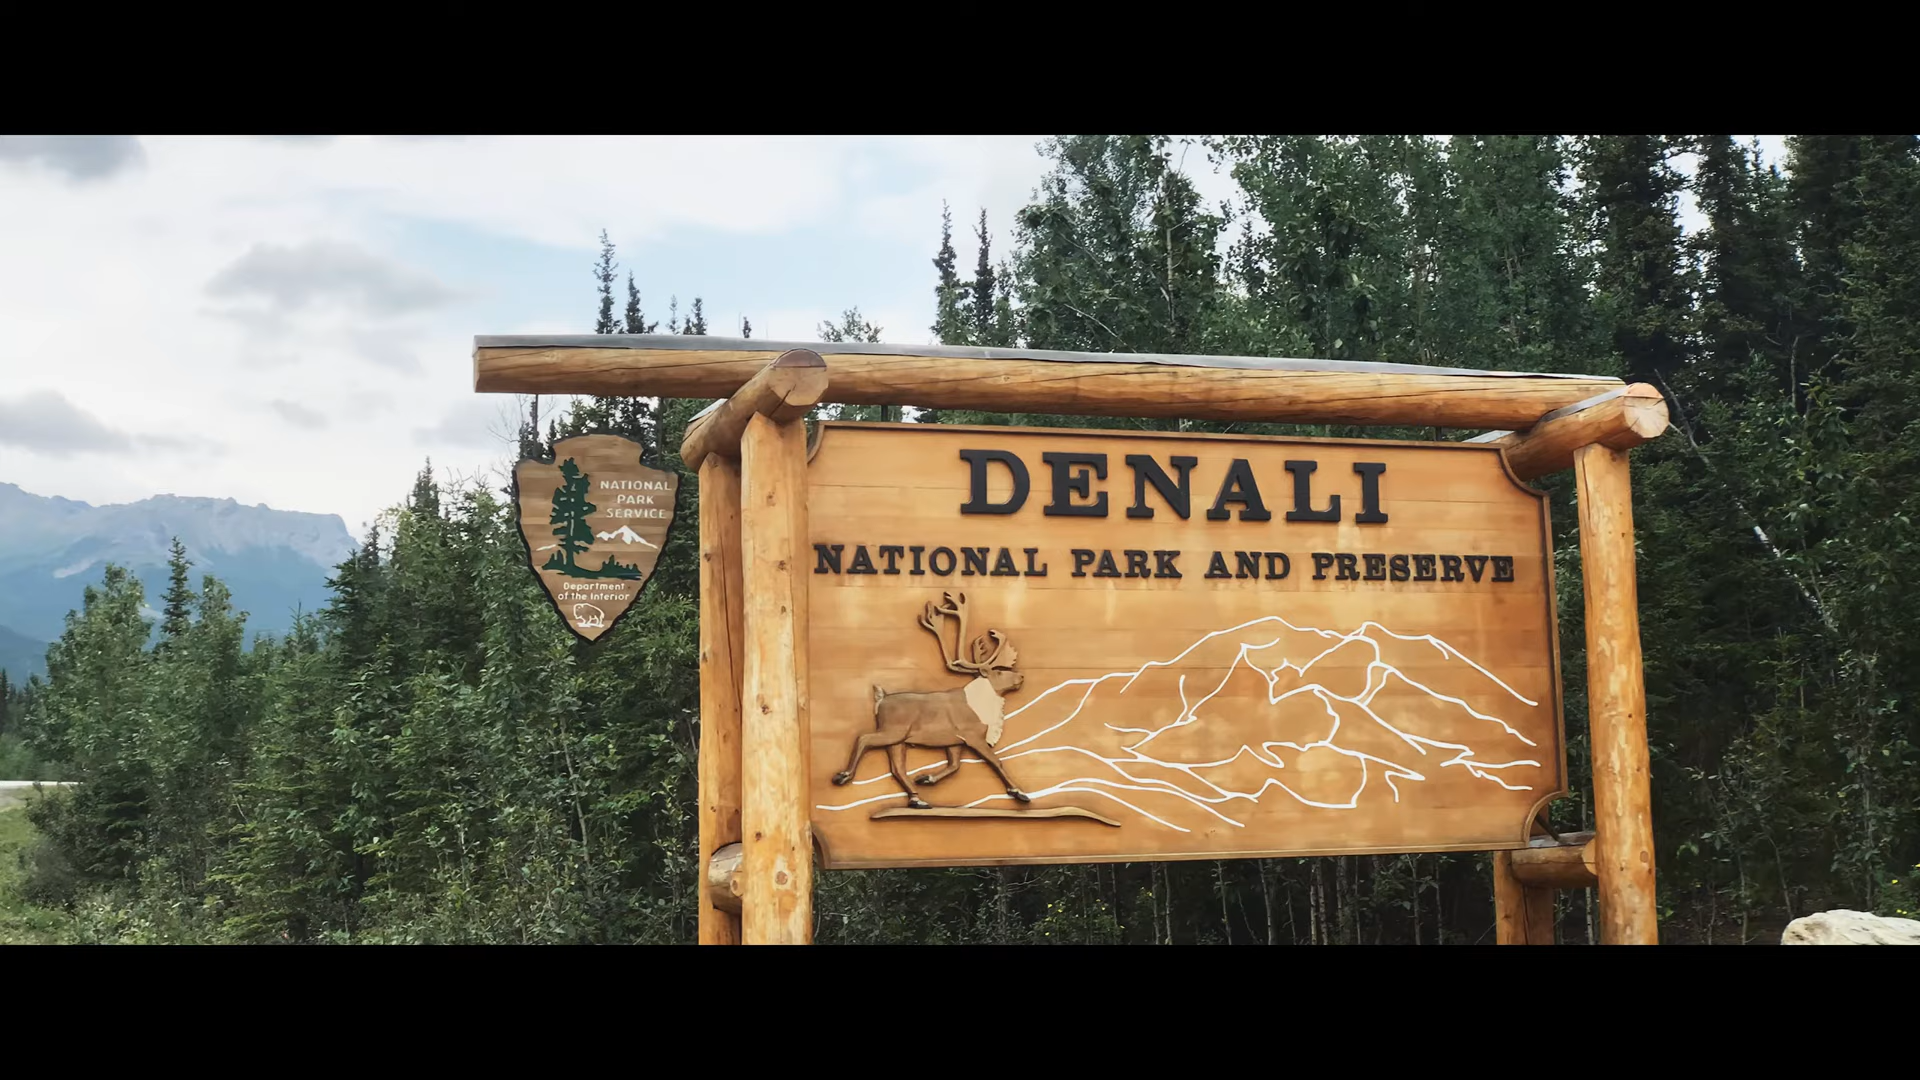 NATIONAL
PARK
SERVICE
Department
of the Interior
DENALI
NATIONAL PARK AND PRESERVE